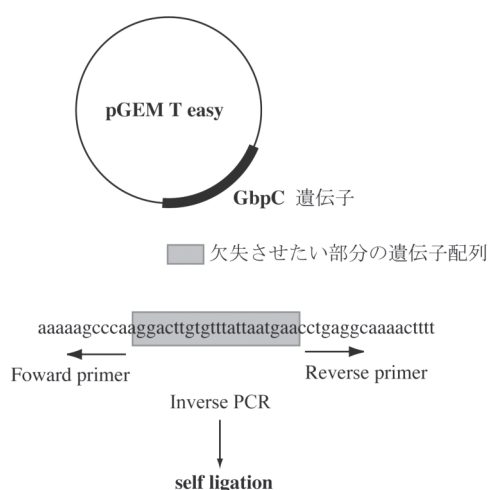 pGEM T easy
GbpC 遺伝子
欠失させたい部分の遺伝子配列
aaaaagcccaaggacttgtgtttattaatgaacctgaggcaaaactttt
Foward primer
Reverse primer
Inverse PCR
self ligation